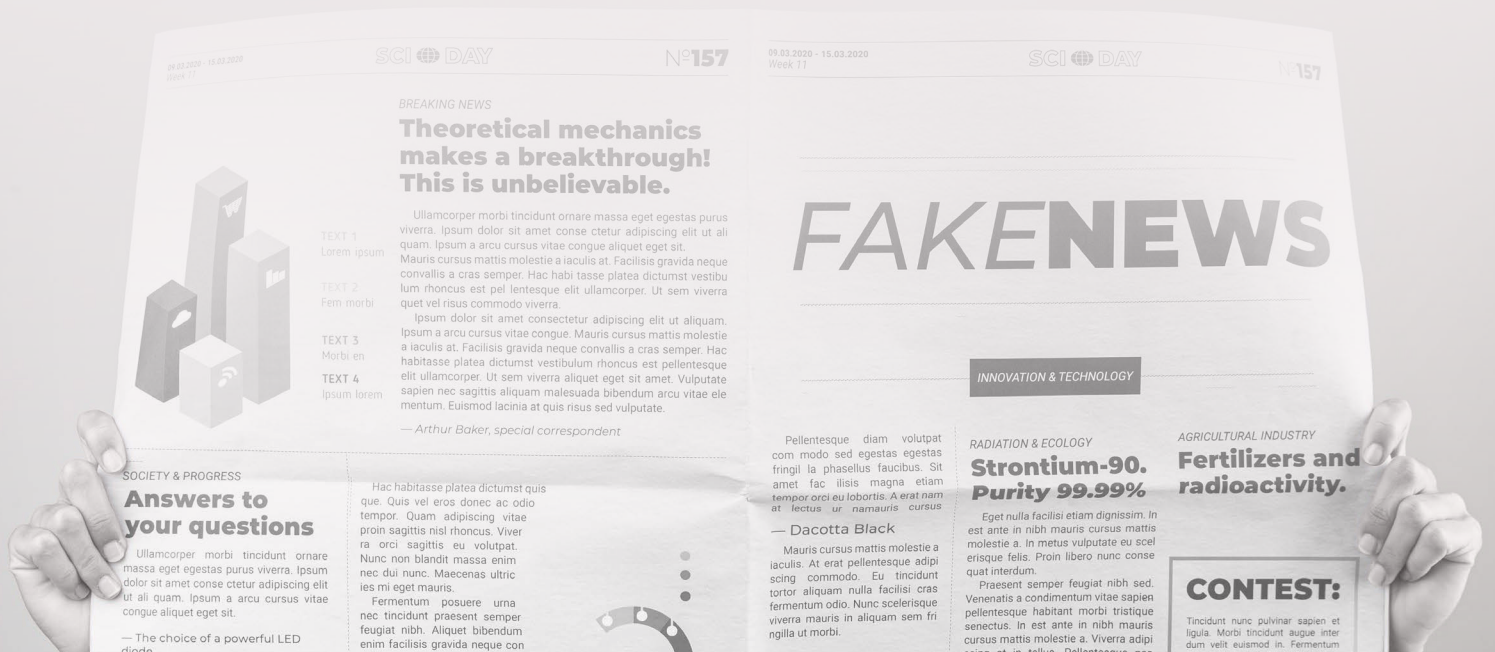 09.03.2020 - 15.03.2020
Week 11
SCI DAY
Nº157
BREAKING NEWS
Theoretical mechanics
makes a breakthrough!
This is unbelievable.
TEXT 1
Lorem ipsum
TEXT 2
Fem morbi
TEXT 3
Morbi en
TEXT 4
Ipsum lorem
Ullamcorper morbi tincidunt ornare massa eget egestas purus
viverra. Ipsum dolor sit amet conse ctetur adipiscing elit ut ali
quam. Ipsum a arcu cursus vitae congue aliquet eget sit.
Mauris cursus mattis molestie a iaculis at. Facilisis gravida neque
convallis a cras semper. Hac habi tasse platea dictumst vestibu
lum rhoncus est pel lentesque elit ullamcorper. Ut sem viverra
quet vel risus commodo viverra.
Ipsum dolor sit amet consectetur adipiscing elit ut aliquam.
Ipsum a arcu cursus vitae congue. Mauris cursus mattis molestie
a iaculis at. Facilisis gravida neque convallis a cras semper. Hac
habitasse platea dictumst vestibulum rhoncus est pellentesque
elit ullamcorper. Ut sem viverra aliquet eget sit amet. Vulputate
sapien nec sagittis aliquam malesuada bibendum arcu vitae ele
mentum. Euismod lacinia at quis risus sed vulputate.
— Arthur Baker, special correspondent
SOCIETY & PROGRESS
Answers to
your questions
Ullamcorper morbi tincidunt ornare
massa eget egestas purus viverra. Ipsum
dolor sit amet conse ctetur adipiscing elit
ut ali quam. Ipsum a arcu cursus vitae
congue aliquet eget sit.
— The choice of a powerful LED
diode.
Hac habitasse platea dictumst quis
que. Quis vel eros donec ac odio
tempor. Quam adipiscing vitae
proin sagittis nisl rhoncus. Viver
ra orci sagittis eu volutpat.
Nunc non blandit massa enim
nec dui nunc. Maecenas ultric
ies mi eget mauris.
Fermentum posuere urna
nec tincidunt praesent semper
feugiat nibh. Aliquet bibendum
enim facilisis gravida neque con
09.03.2020 - 15.03.2020
Week 11
SCI DAY
Nº157
FAKENEWS
INNOVATION & TECHNOLOGY
Pellentesque diam volutpat
com modo sed egestas egestas
fringil la phasellus faucibus. Sit
amet fac ilisis magna etiam
tempor orci eu lobortis. A erat nam
at lectus ur namauris cursus
— Dacotta Black
Mauris cursus mattis molestie a
iaculis. At erat pellentesque adipi
scing commodo. Eu tincidunt
tortor aliquam nulla facilisi cras
fermentum odio. Nunc scelerisque
viverra mauris in aliquam sem fri
ngilla ut morbi.
RADIATION & ECOLOGY
Strontium-90.
Purity 99.99%
Eget nulla facilisi etiam dignissim. In
est ante in nibh mauris cursus mattis
molestie a. In metus vulputate eu scel
erisque felis. Proin libero nunc conse
quat interdum.
Praesent semper feugiat nibh sed.
Venenatis a condimentum vitae sapien
pellentesque habitant morbi tristique
senectus. In est ante in nibh mauris
cursus mattis molestie a. Viverra adipi
AGRICULTURAL INDUSTRY
Fertilizers and
radioactivity.
CONTEST:
Tincidunt nunc pulvinar sapien et
ligula. Morbi tincidunt augue inter
dum velit euismod in. Fermentum